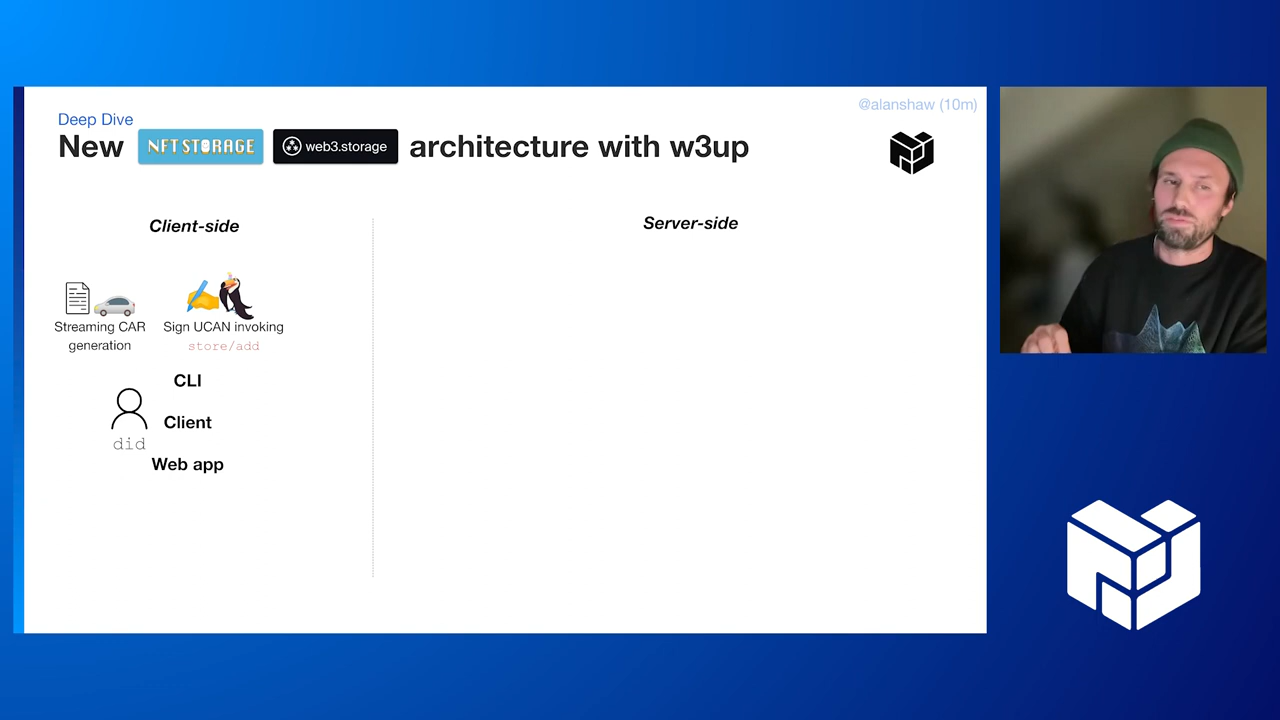 @alanshaw (10m)
Deep Dive
New NFT STORAGE web3.storage architecture with w3up
Client-side
Server-side
Streaming CAR generation
Sign UCAN invoking
store/add
CLI
Client
did
Web app